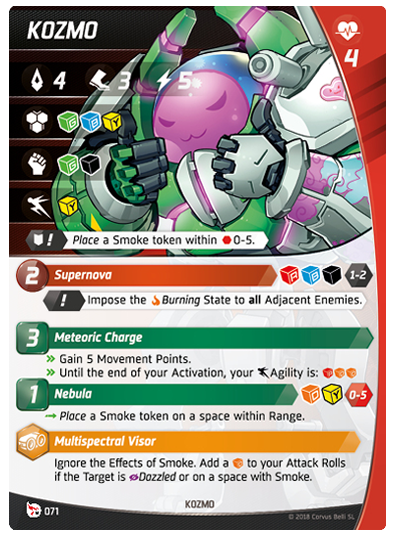 KOZMO
4
4 3 5
G B Y
G
Y
! Place a Smoke token within 0-5.
2 Supernova R B 1-2
! Impose the Burning State to all Adjacent Enemies.
3 Meteoric Charge
» Gain 5 Movement Points.
» Until the end of your Activation, your Agility is:
1 Nebula O Y 0-5
→ Place a Smoke token on a space within Range.
Multispectral Visor
Ignore the Effects of Smoke. Add a to your Attack Rolls
if the Target is Dazzled or on a space with Smoke.
KOZMO
071
© 2018 Corvus Belli SL